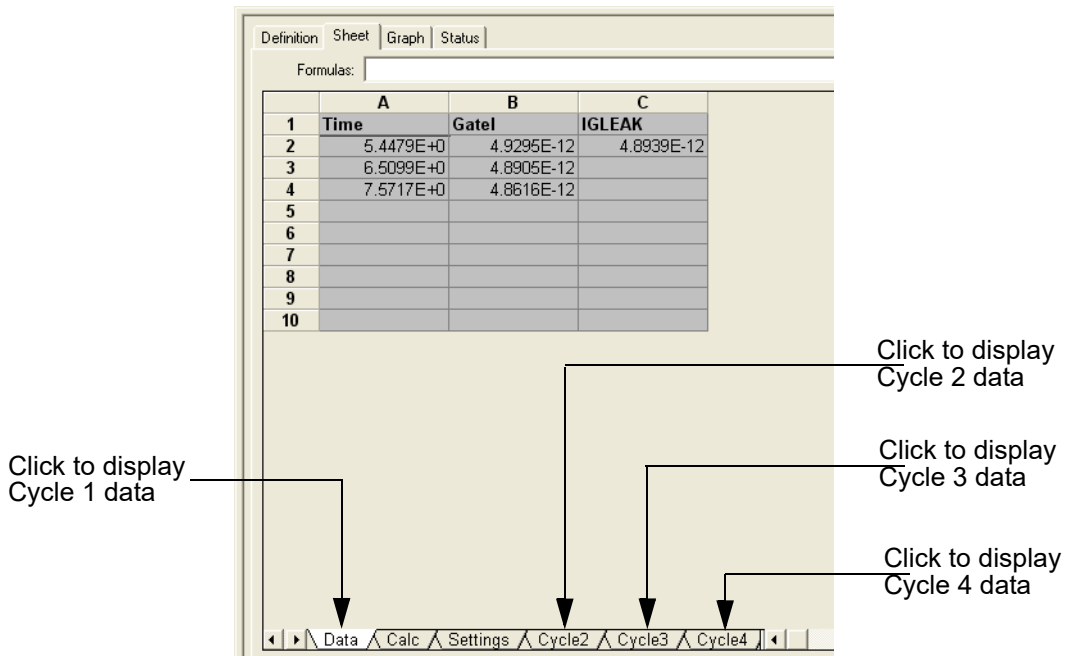 Definition Sheet Graph Status
Formulas:
A B C
1 Time GateI IGLEAK
2 5.4479E+0 4.9295E-12 4.8939E-12
3 6.5099E+0 4.8905E-12
4 7.5717E+0 4.8616E-12
5
6
7
8
9
10
Click to display
Cycle 2 data
Click to display
Cycle 1 data
Click to display
Cycle 3 data
Click to display
Cycle 4 data
Data Calc Settings Cycle2 Cycle3 Cycle4